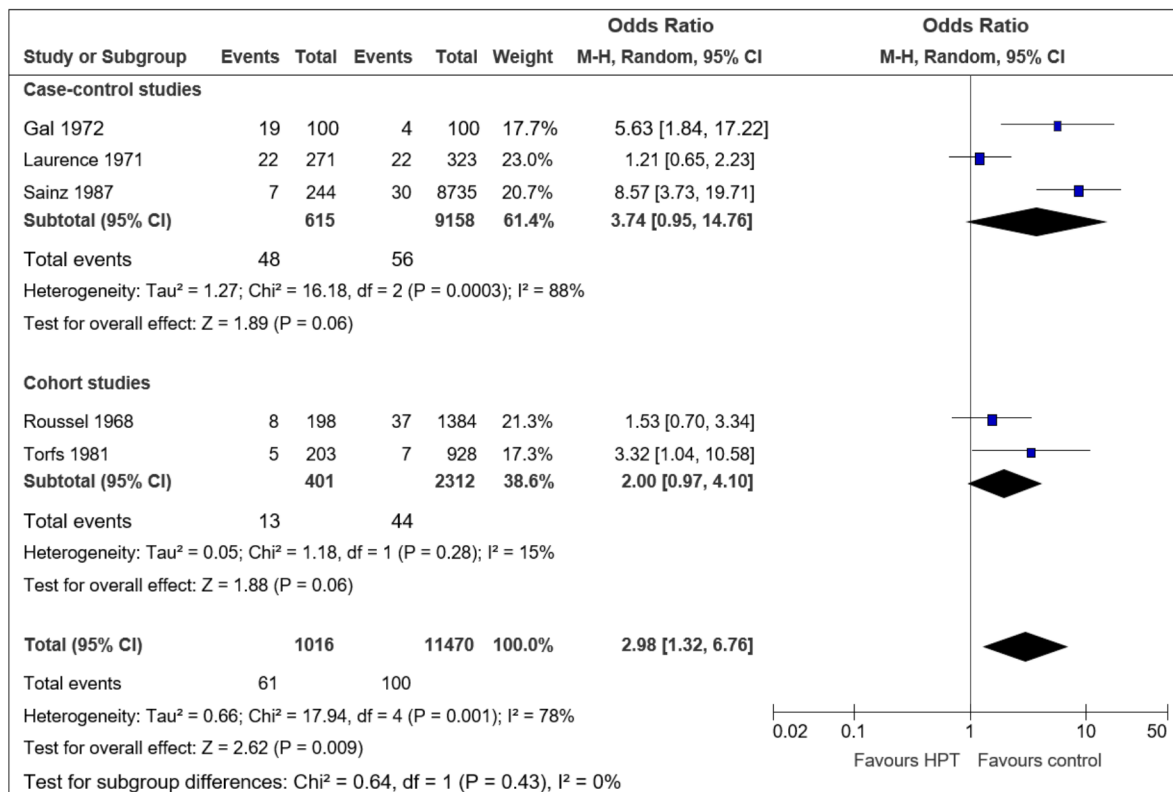 Odds Ratio Odds Ratio
Study or Subgroup Events Total Events Total Weight M-H, Random, 95% CI M-H, Random, 95% CI
Case-control studies
Gal 1972 19 100 4 100 17.7% 5.63 [1.84, 17.22]
Laurence 1971 22 271 22 323 23.0% 1.21 [0.65, 2.23]
Sainz 1987 7 244 30 8735 20.7% 8.57 [3.73, 19.71]
Subtotal (95% CI) 615 9158 61.4% 3.74 [0.95, 14.76]
Total events 48 56
Heterogeneity: Tau² = 1.27; Chi² = 16.18, df = 2 (P = 0.0003); I² = 88%
Test for overall effect: Z = 1.89 (P = 0.06)
Cohort studies
Roussel 1968 8 198 37 1384 21.3% 1.53 [0.70, 3.34]
Torfs 1981 5 203 7 928 17.3% 3.32 [1.04, 10.58]
Subtotal (95% CI) 401 2312 38.6% 2.00 [0.97, 4.10]
Total events 13 44
Heterogeneity: Tau² = 0.05; Chi² = 1.18, df = 1 (P = 0.28); I² = 15%
Test for overall effect: Z = 1.88 (P = 0.06)
Total (95% CI) 1016 11470 100.0% 2.98 [1.32, 6.76]
Total events 61 100
Heterogeneity: Tau² = 0.66; Chi² = 17.94, df = 4 (P = 0.001); I² = 78%
Test for overall effect: Z = 2.62 (P = 0.009)
Test for subgroup differences: Chi² = 0.64, df = 1 (P = 0.43), I² = 0%
0.02 0.1 1 10 50
Favours HPT Favours control